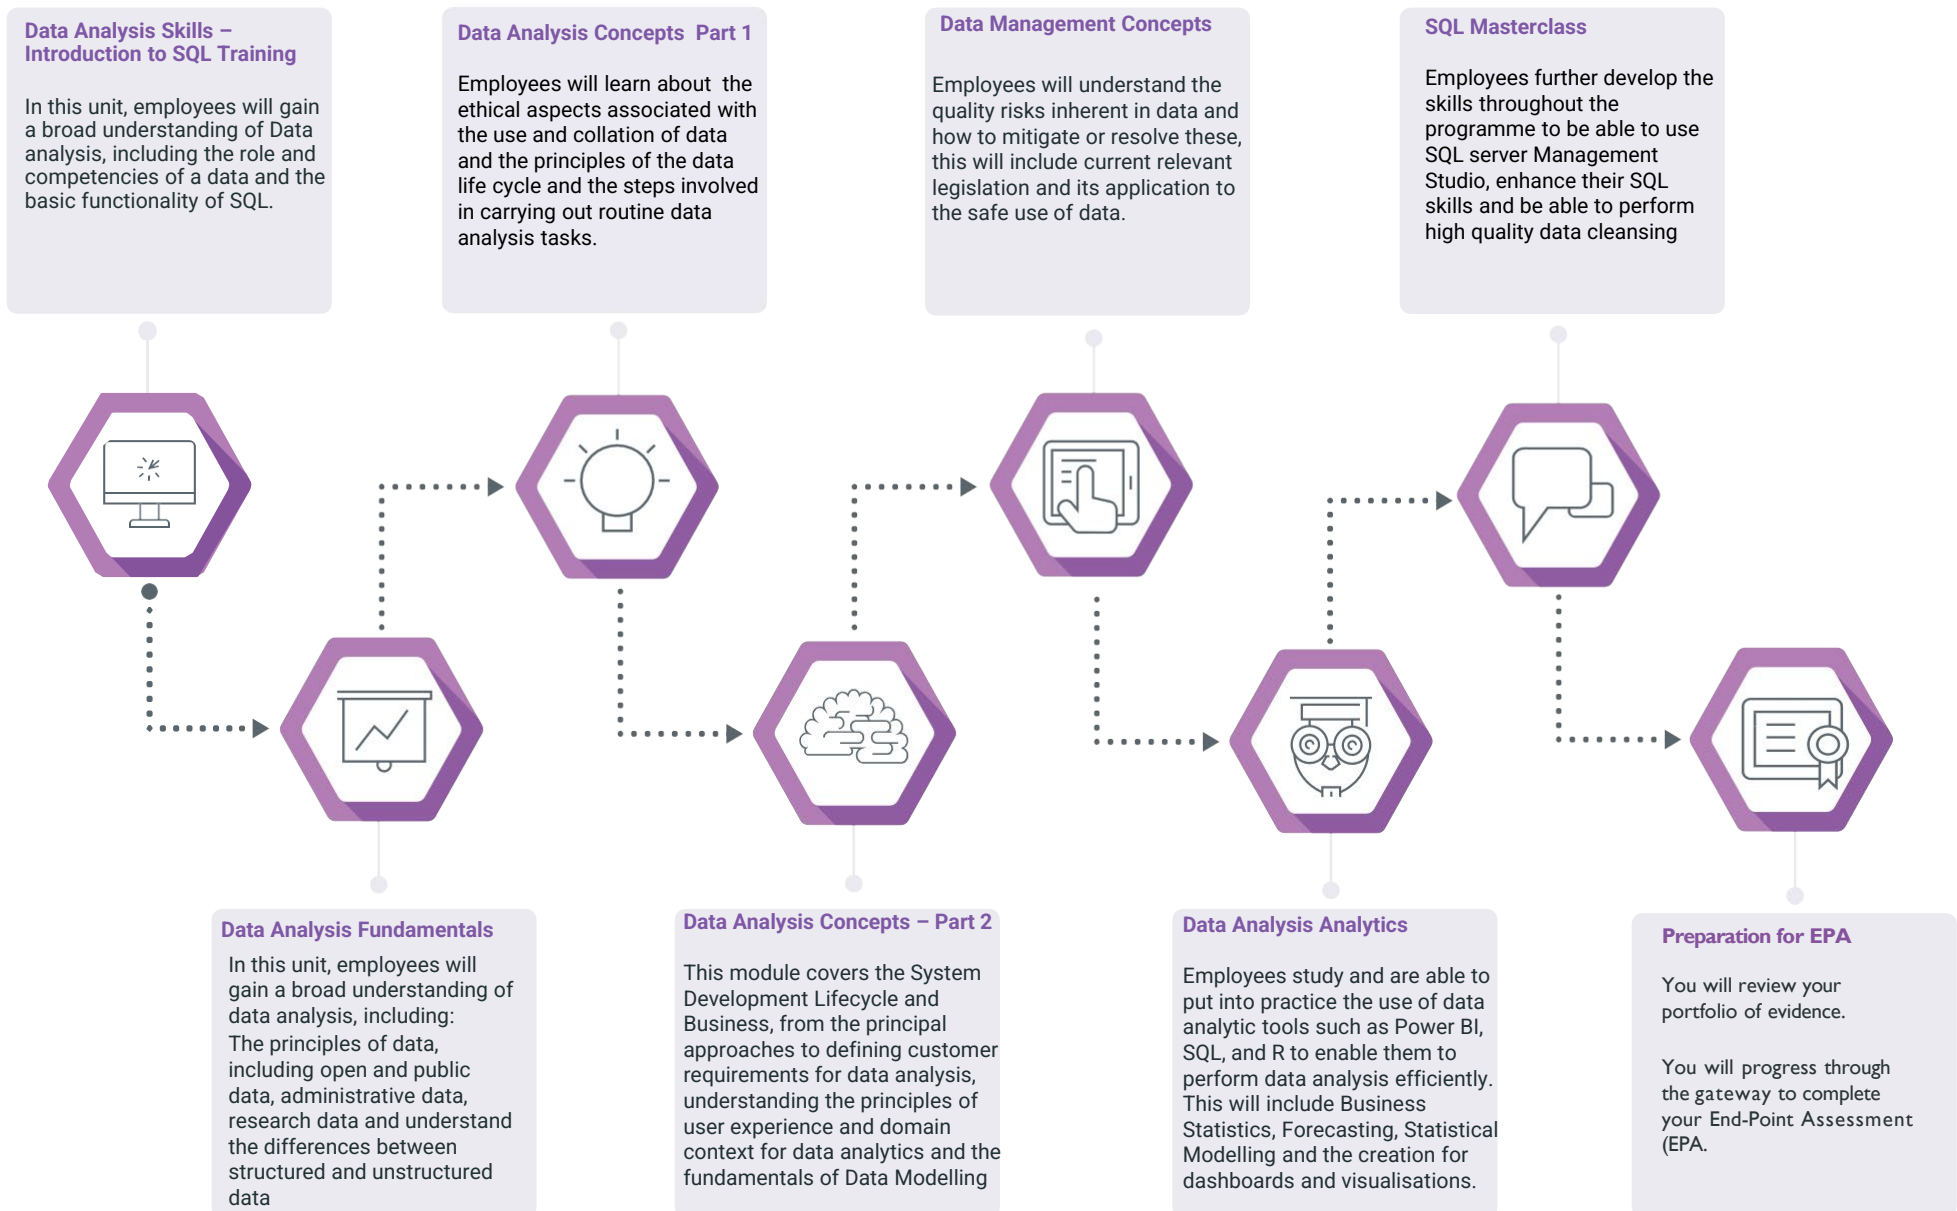 Data Analysis Skills –
Introduction to SQL Training
In this unit, employees will gain
a broad understanding of Data
analysis, including the role and
competencies of a data and the
basic functionality of SQL.
Data Analysis Concepts  Part 1
Employees will learn about  the
ethical aspects associated with
the use and collation of data
and the principles of the data
life cycle and the steps involved
in carrying out routine data
analysis tasks.
Data Management Concepts
Employees will understand the
quality risks inherent in data and
how to mitigate or resolve these,
this will include current relevant
legislation and its application to
the safe use of data.
SQL Masterclass
Employees further develop the
skills throughout the
programme to be able to use
SQL server Management
Studio, enhance their SQL
skills and be able to perform
high quality data cleansing
Data Analysis Fundamentals
In this unit, employees will
gain a broad understanding of
data analysis, including:
The principles of data,
including open and public
data, administrative data,
research data and understand
the differences between
structured and unstructured
data
Data Analysis Concepts – Part 2
This module covers the System
Development Lifecycle and
Business, from the principal
approaches to defining customer
requirements for data analysis,
understanding the principles of
user experience and domain
context for data analytics and the
fundamentals of Data Modelling
Data Analysis Analytics
Employees study and are able to
put into practice the use of data
analytic tools such as Power BI,
SQL, and R to enable them to
perform data analysis efficiently.
This will include Business
Statistics, Forecasting, Statistical
Modelling and the creation for
dashboards and visualisations.
Preparation for EPA
You will review your
portfolio of evidence.
You will progress through
the gateway to complete
your End-Point Assessment
(EPA.